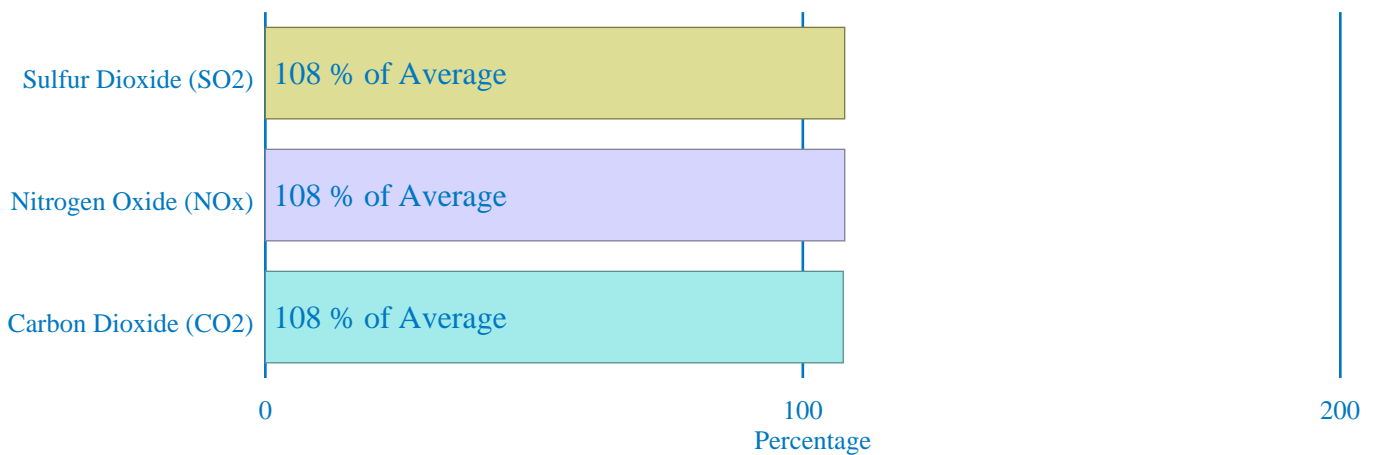 Sulfur Dioxide (SO2)
108 % of Average
Nitrogen Oxide (NOx)
108 % of Average
Carbon Dioxide (CO2)
108 % of Average
0 100 200
Percentage